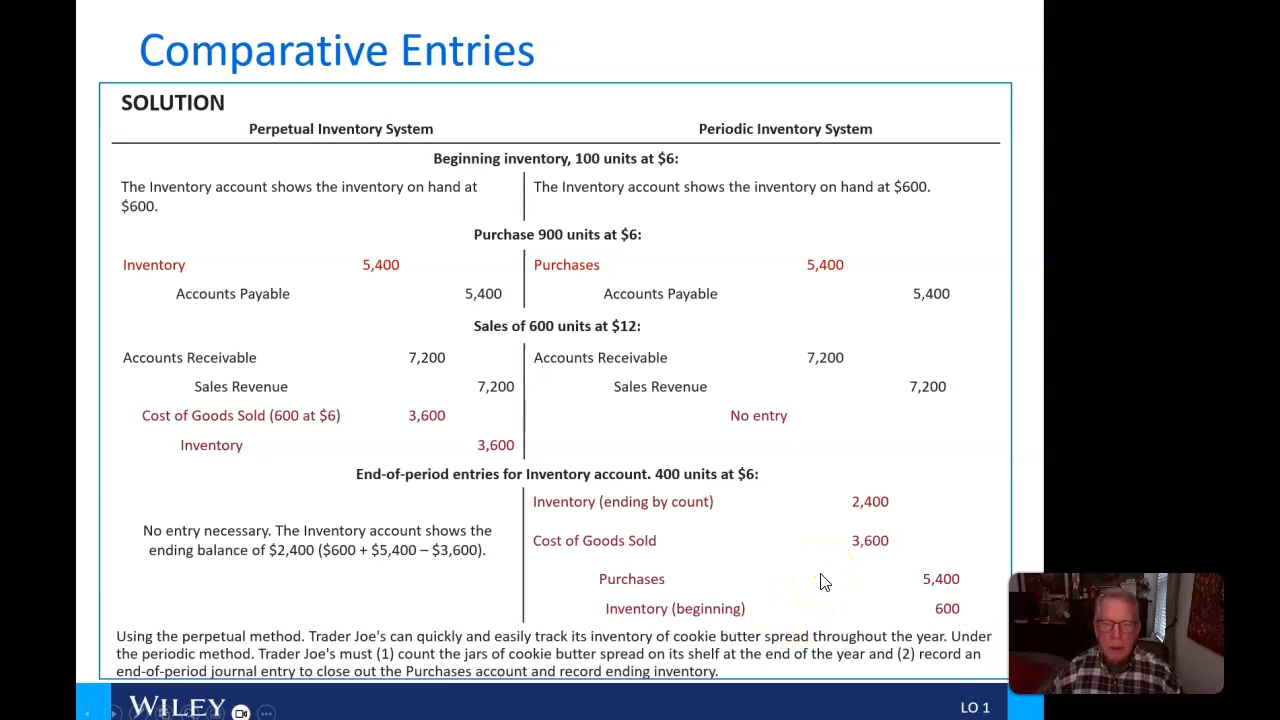 Comparative Entries
SOLUTION
Perpetual Inventory System Periodic Inventory System
Beginning inventory, 100 units at $6:
The Inventory account shows the inventory on hand at
$600.
The Inventory account shows the inventory on hand at $600.
Purchase 900 units at $6:
Inventory 5,400 Purchases 5,400
Accounts Payable 5,400 Accounts Payable 5,400
Sales of 600 units at $12:
Accounts Receivable 7,200 Accounts Receivable 7,200
Sales Revenue 7,200 Sales Revenue 7,200
Cost of Goods Sold (600 at $6) 3,600 No entry
Inventory 3,600
End-of-period entries for Inventory account. 400 units at $6:
No entry necessary. The Inventory account shows the
ending balance of $2,400 ($600 + $5,400 – $3,600).
Inventory (ending by count) 2,400
Cost of Goods Sold 3,600
Purchases 5,400
Inventory (beginning) 600
Using the perpetual method. Trader Joe's can quickly and easily track its inventory of cookie butter spread throughout the year. Under
the periodic method. Trader Joe's must (1) count the jars of cookie butter spread on its shelf at the end of the year and (2) record an
end-of-period journal entry to close out the Purchases account and record ending inventory.
WILEY LO 1